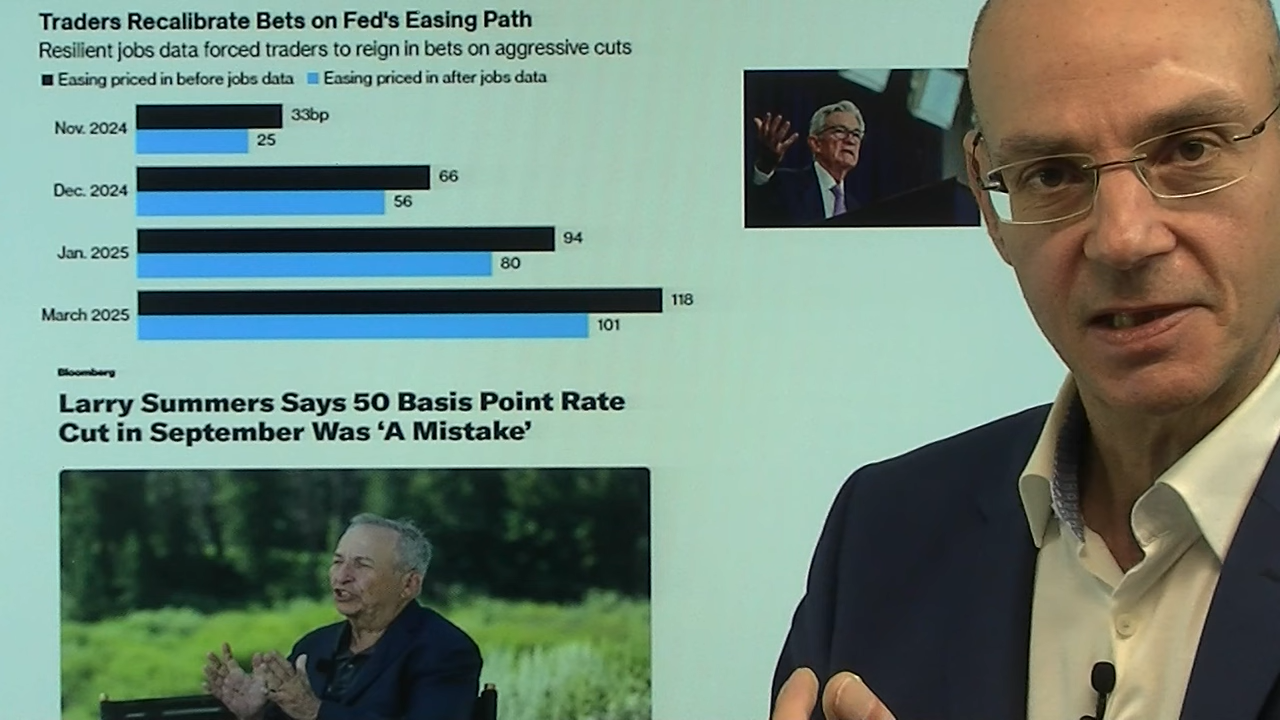 Traders Recalibrate Bets on Fed's Easing Path
Resilient jobs data forced traders to reign in bets on aggressive cuts
Easing priced in before jobs data Easing priced in after jobs data
Nov. 2024 33bp
25
Dec. 2024 66
56
Jan. 2025 94
80
March 2025 118
101
Bloomberg
Larry Summers Says 50 Basis Point Rate
Cut in September Was ‘A Mistake’